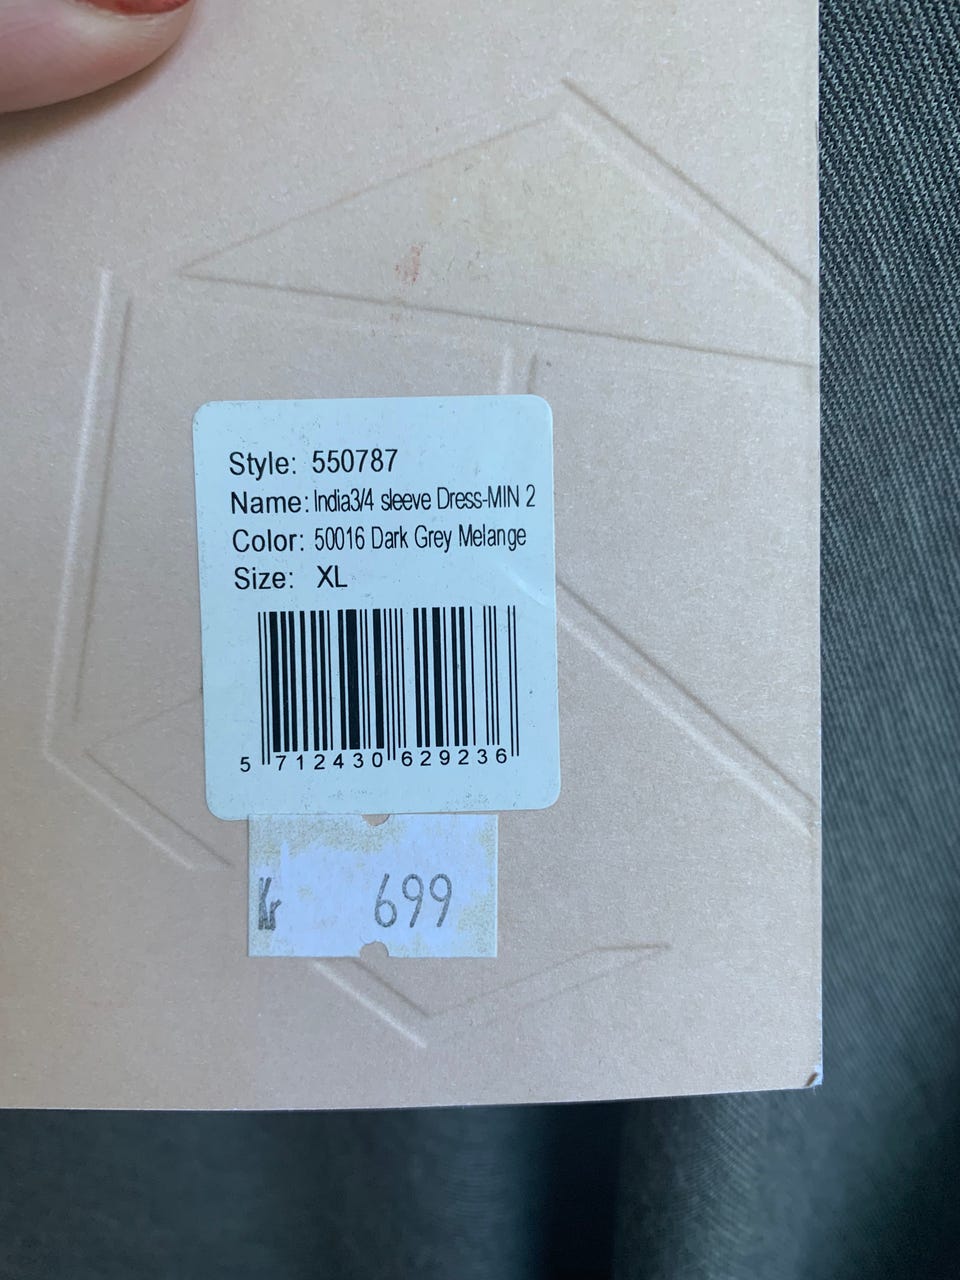 Style: 550787
Name: India3/4 sleeve Dress-MIN 2
Color: 50016 Dark Grey Melange
Size: XL
5 712430 629236
Kr 699